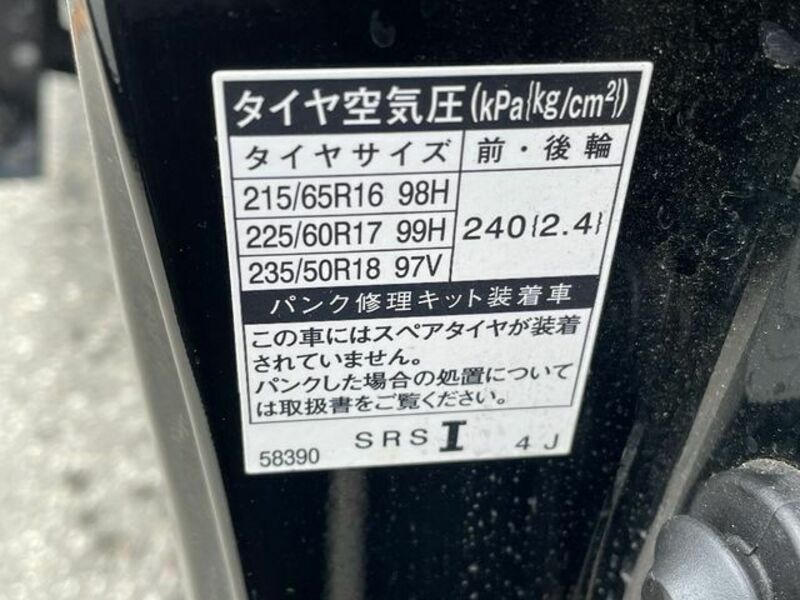 タイヤ空気圧(kPa{kg/cm²})
タイヤサイズ 前・後輪
215/65R16 98H
225/60R17 99H 240{2.4}
235/50R18 97V
パンク修理キット装着車
この車にはスペアタイヤが装着
されていません。
パンクした場合の処置について
は取扱書をご覧ください。
58390 SRS I 4J